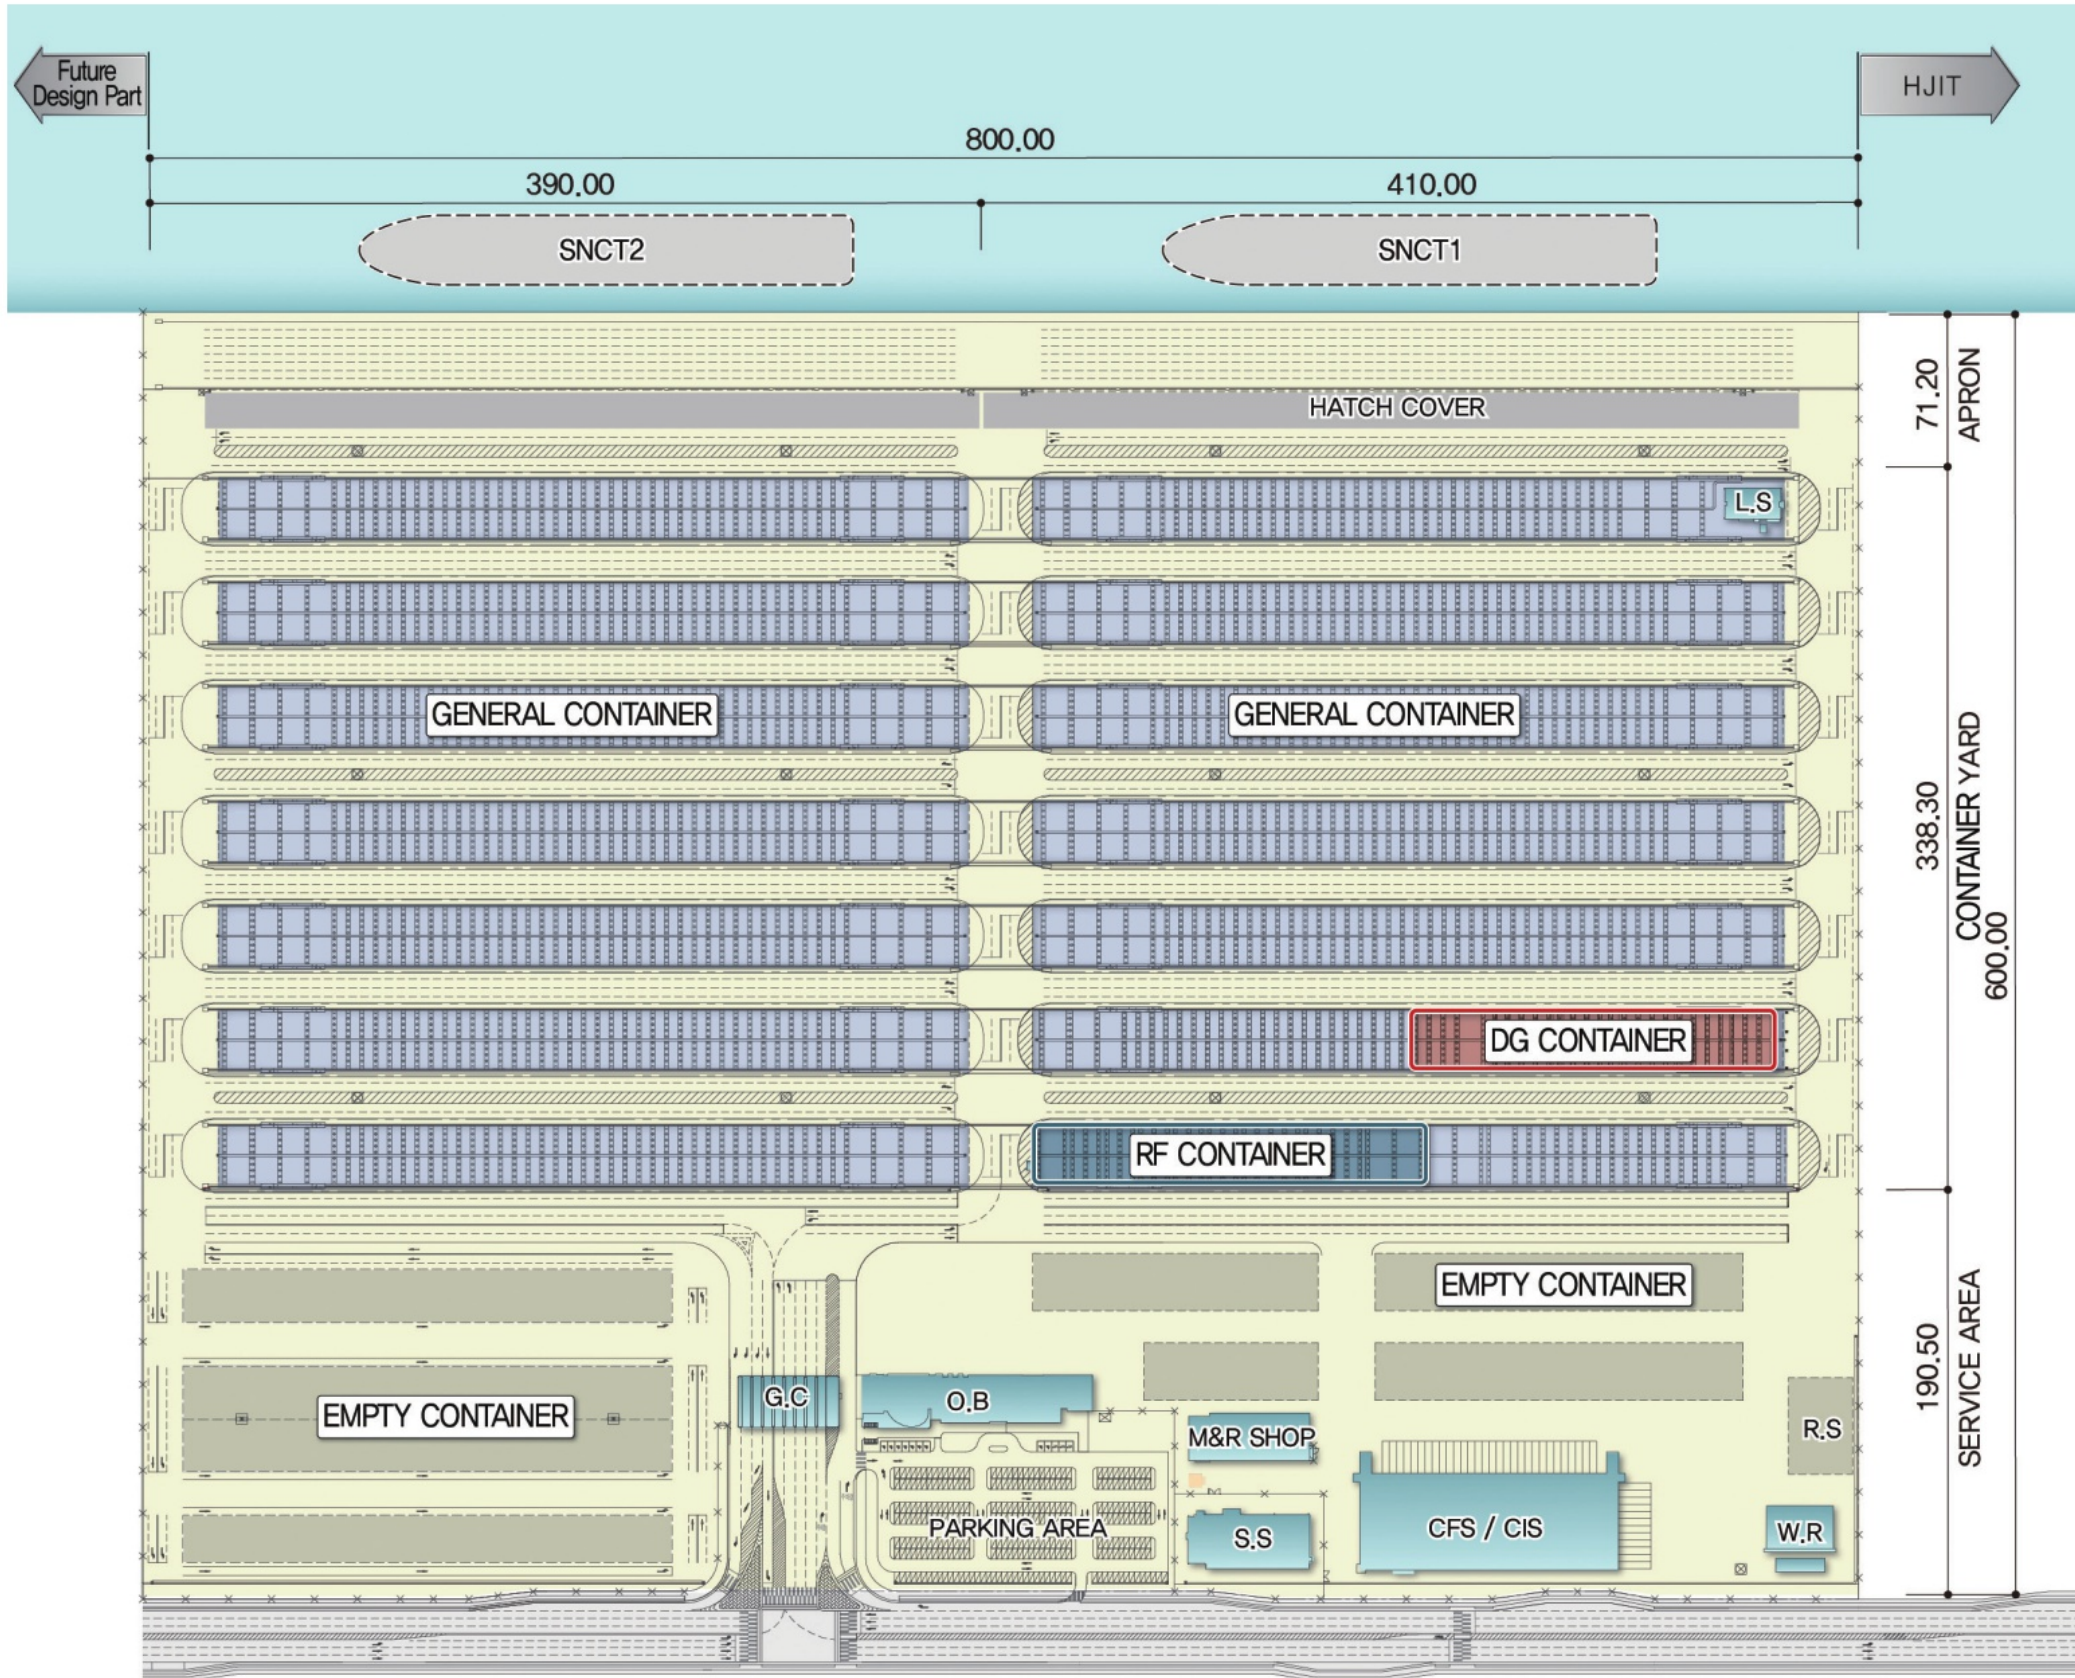 Future
Design Part
HJIT
800.00
390.00
410.00
SNCT2
SNCT1
HATCH COVER
71.20
APRON
L.S
GENERAL CONTAINER
GENERAL CONTAINER
338.30
CONTAINER YARD
600.00
DG CONTAINER
RF CONTAINER
EMPTY CONTAINER
190.50
SERVICE AREA
EMPTY CONTAINER
G.C
O.B
M&R SHOP
R.S
PARKING AREA
S.S
CFS / CIS
W.R